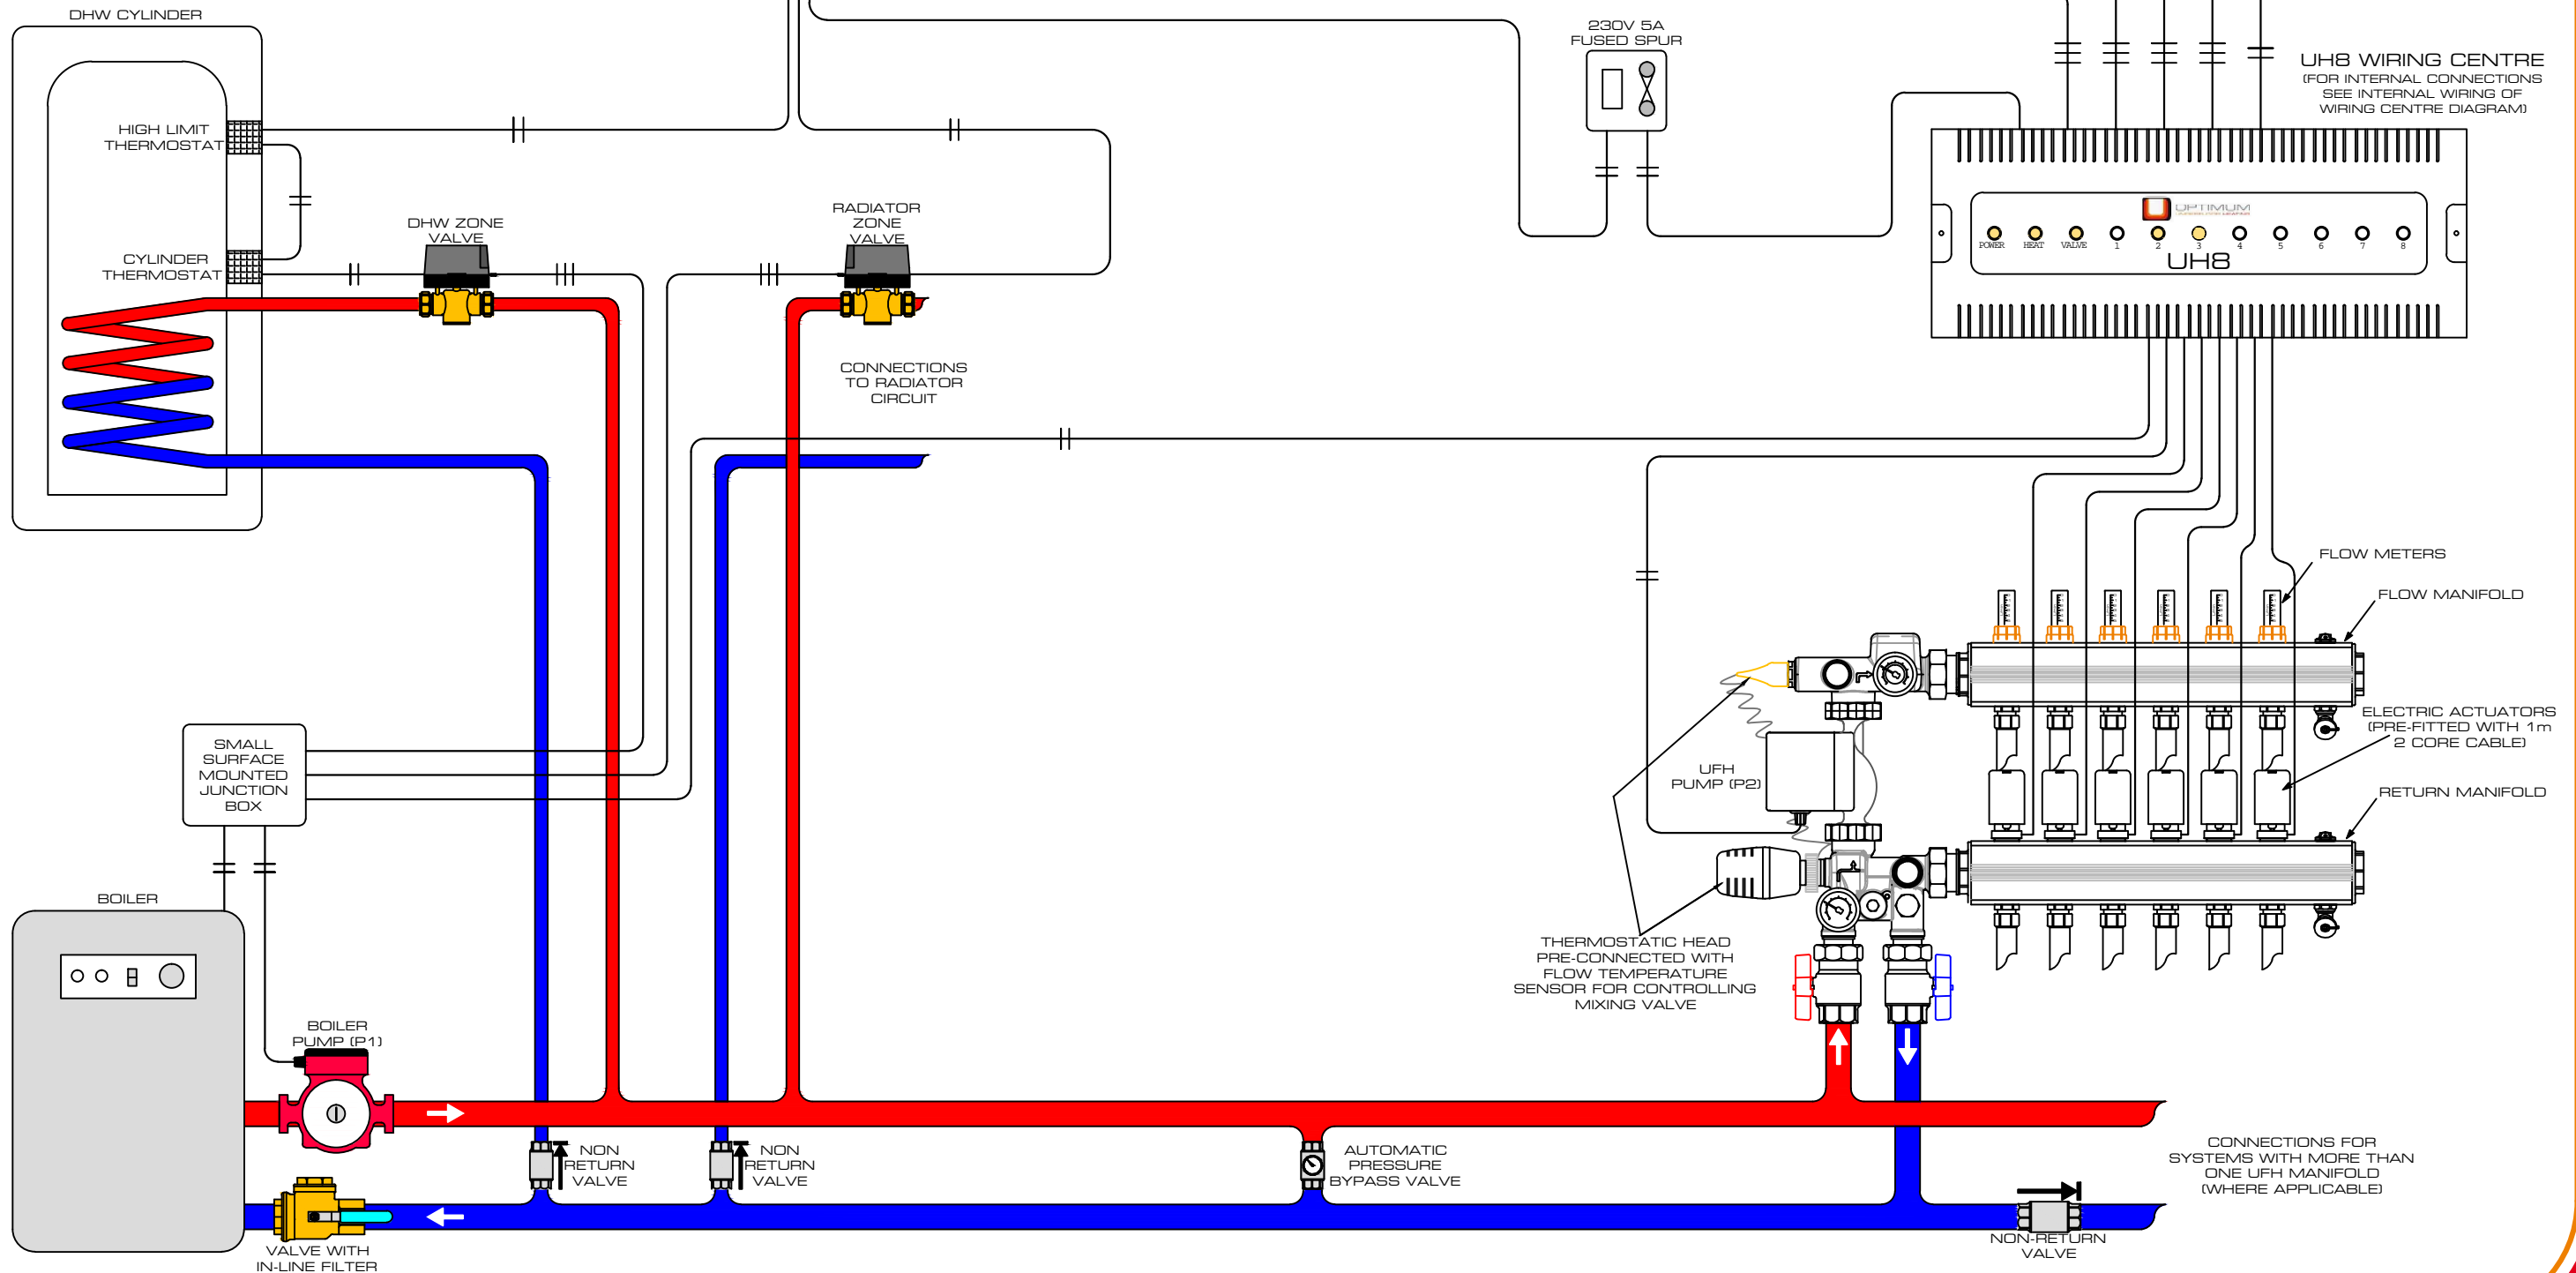 DHW CYLINDER
230V 5A
FUSED SPUR
UH8 WIRING CENTRE
(FOR INTERNAL CONNECTIONS
SEE INTERNAL WIRING OF
WIRING CENTRE DIAGRAM)
HIGH LIMIT
THERMOSTAT
DHW ZONE
VALVE
RADIATOR
ZONE
VALVE
OPTIMUM
POWER HEAT VALVE 1 2 3 4 5 6 7 8
UH8
CYLINDER
THERMOSTAT
CONNECTIONS
TO RADIATOR
CIRCUIT
FLOW METERS
FLOW MANIFOLD
ELECTRIC ACTUATORS
(PRE-FITTED WITH 1m
2 CORE CABLE)
SMALL
SURFACE
MOUNTED
JUNCTION
BOX
UFH
PUMP (P2)
RETURN MANIFOLD
BOILER
THERMOSTATIC HEAD
PRE-CONNECTED WITH
FLOW TEMPERATURE
SENSOR FOR CONTROLLING
MIXING VALVE
BOILER
PUMP (P1)
NON
RETURN
VALVE
NON
RETURN
VALVE
AUTOMATIC
PRESSURE
BYPASS VALVE
CONNECTIONS FOR
SYSTEMS WITH MORE THAN
ONE UFH MANIFOLD
(WHERE APPLICABLE)
NON-RETURN
VALVE
VALVE WITH
IN-LINE FILTER